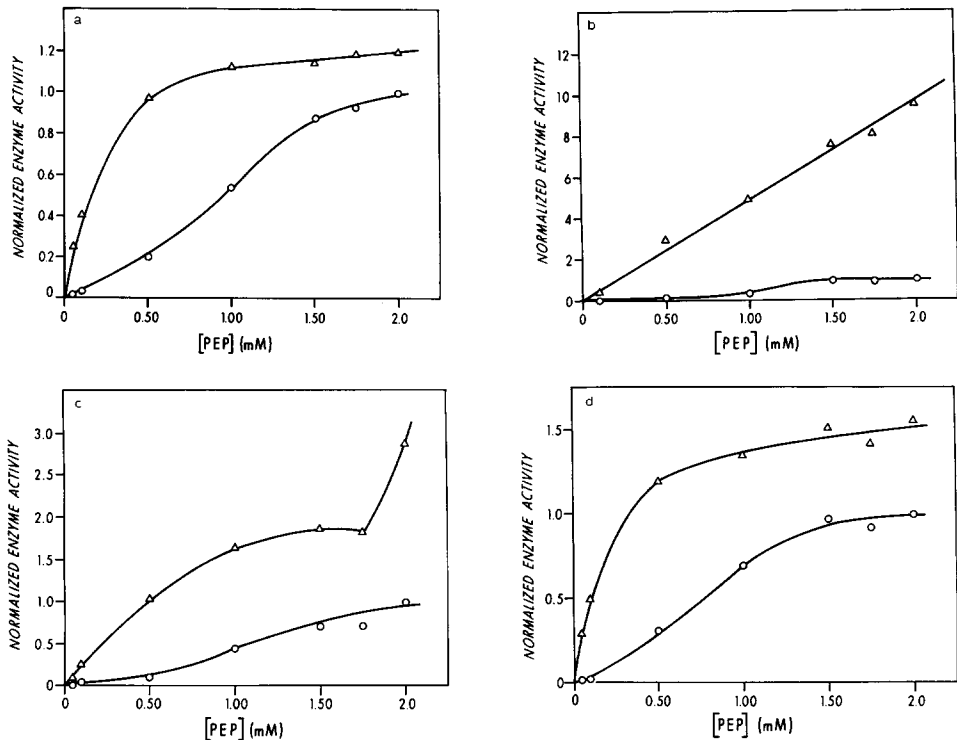 a
NORMALIZED ENZYME ACTIVITY
1.2
1.0
0.8
0.6
0.4
0.2
0
0 0.50 1.00 1.50 2.0
[PEP] (mM)
b
NORMALIZED ENZYME ACTIVITY
12
10
8
6
4
2
0
0 0.50 1.00 1.50 2.0
[PEP] (mM)
c
NORMALIZED ENZYME ACTIVITY
3.0
2.5
2.0
1.5
1.0
0.5
0
0 0.50 1.00 1.50 2.0
[PEP] (mM)
d
NORMALIZED ENZYME ACTIVITY
1.5
1.0
0.5
0
0 0.50 1.00 1.50 2.0
[PEP] (mM)